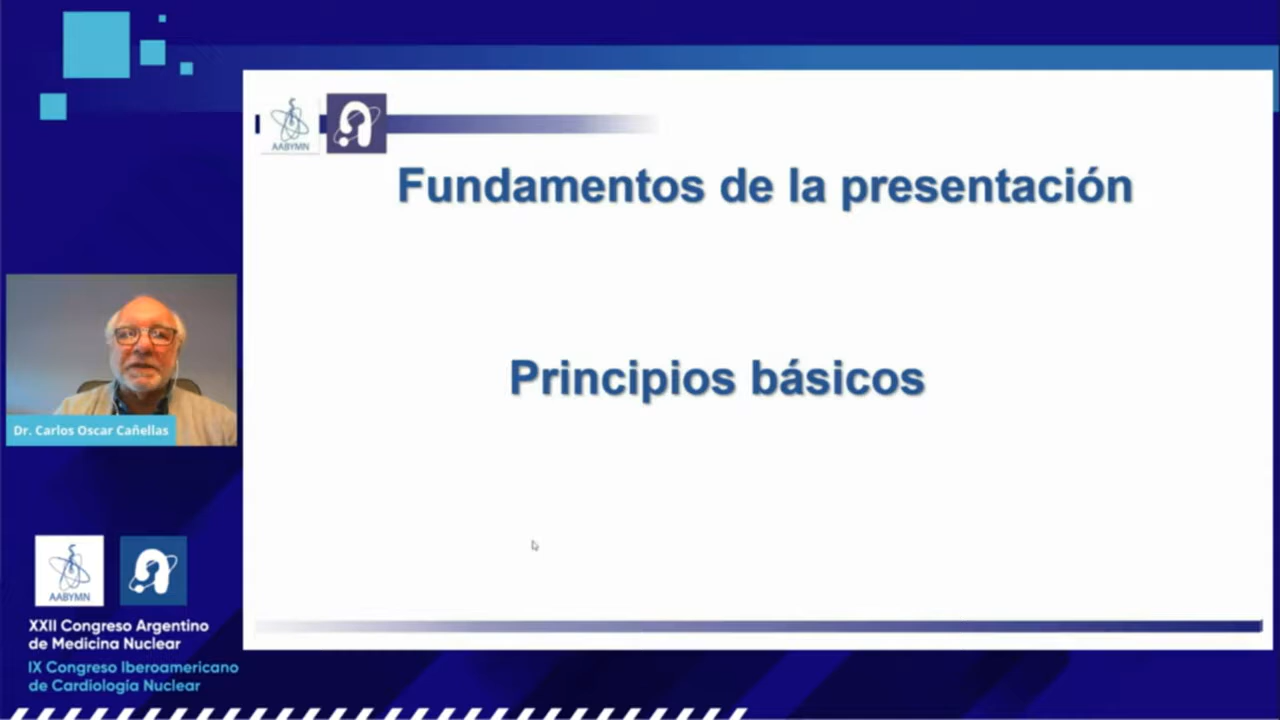 AABYMN
Fundamentos de la presentación
Principios básicos
Dr. Carlos Oscar Cañellas
AABYMN
XXII Congreso Argentino
de Medicina Nuclear
IX Congreso Iberoamericano
de Cardiología Nuclear